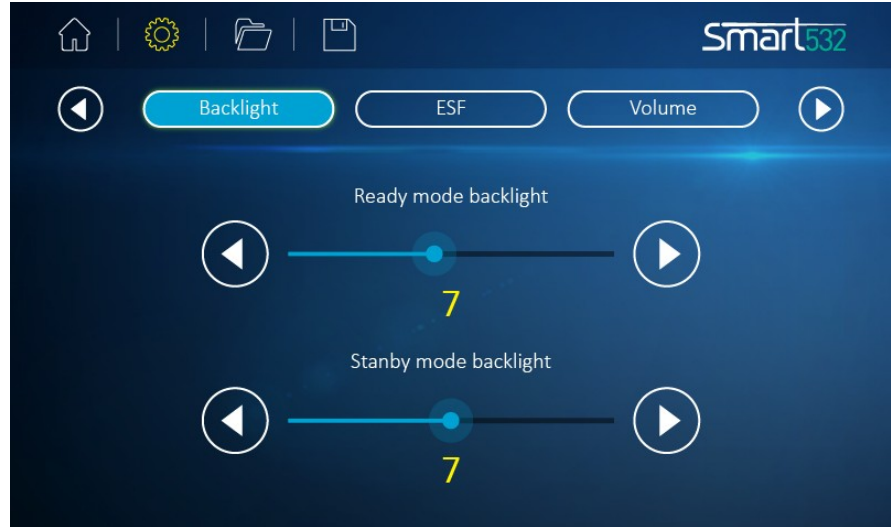 Smart532
Backlight ESF Volume
Ready mode backlight
7
Stanby mode backlight
7